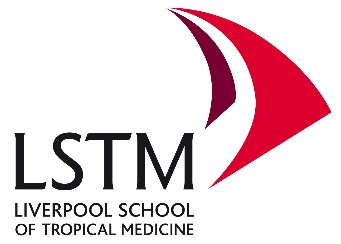 LSTM
LIVERPOOL SCHOOL
OF TROPICAL MEDICINE